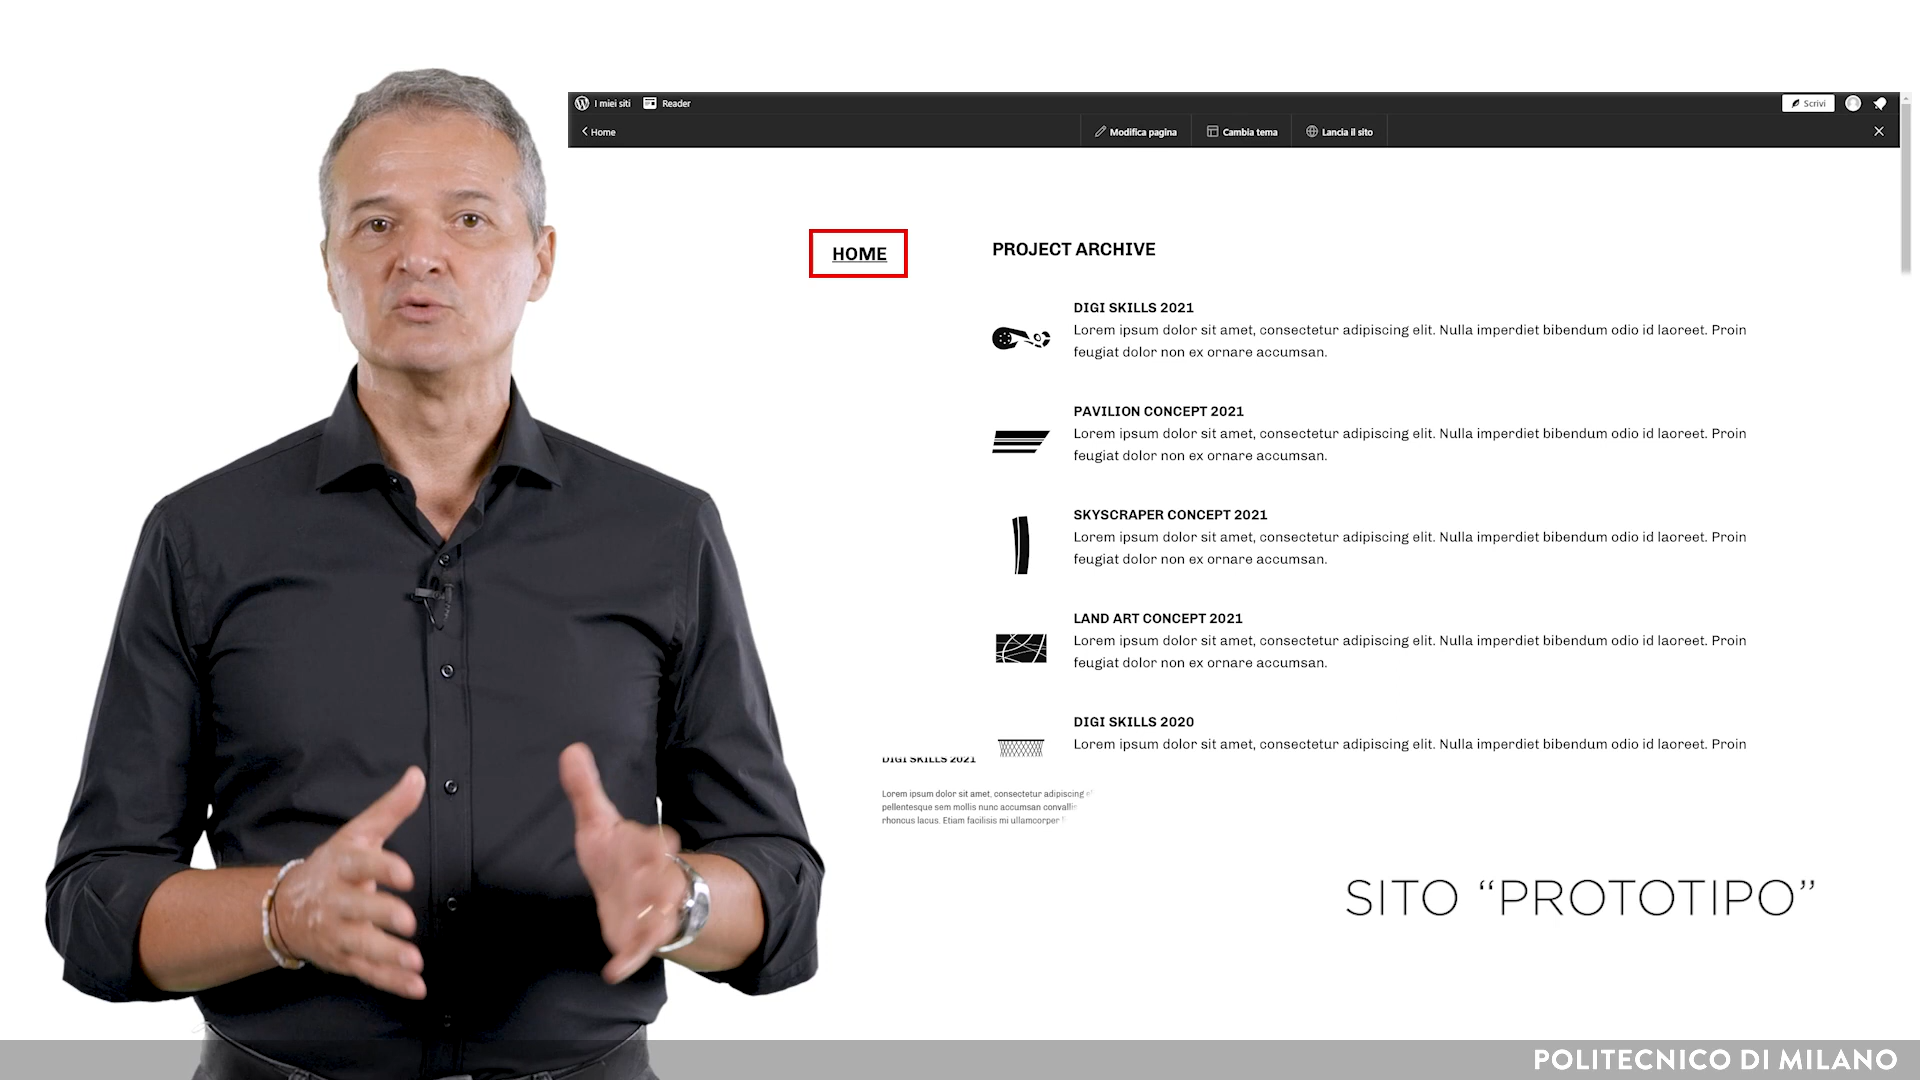 I miei siti
Reader
Scrivi
Home
Modifica pagina
Cambia tema
Lancia il sito
HOME
PROJECT ARCHIVE
DIGI SKILLS 2021
Lorem ipsum dolor sit amet, consectetur adipiscing elit. Nulla imperdiet bibendum odio id laoreet. Proin
feugiat dolor non ex ornare accumsan.
PAVILION CONCEPT 2021
Lorem ipsum dolor sit amet, consectetur adipiscing elit. Nulla imperdiet bibendum odio id laoreet. Proin
feugiat dolor non ex ornare accumsan.
SKYSCRAPER CONCEPT 2021
Lorem ipsum dolor sit amet, consectetur adipiscing elit. Nulla imperdiet bibendum odio id laoreet. Proin
feugiat dolor non ex ornare accumsan.
LAND ART CONCEPT 2021
Lorem ipsum dolor sit amet, consectetur adipiscing elit. Nulla imperdiet bibendum odio id laoreet. Proin
feugiat dolor non ex ornare accumsan.
DIGI SKILLS 2020
Lorem ipsum dolor sit amet, consectetur adipiscing elit. Nulla imperdiet bibendum odio id laoreet. Proin
DIGI SKILLS 2021
Lorem ipsum dolor sit amet, consectetur adipiscing
pellentesque sem mollis nunc accumsan convallis
rhoncus lacus. Etiam facilisis mi ullamcorper
SITO “PROTOTIPO”
POLITECNICO DI MILANO